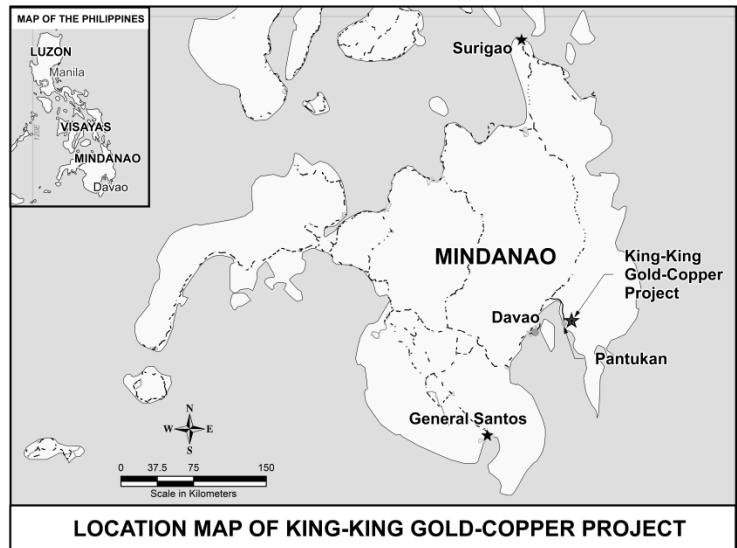 MAP OF THE PHILIPPINES
LUZON
Manila
120E
VISAYAS
MINDANAO
Davao
Surigao
MINDANAO
King-King
Gold-Copper
Project
Davao
Pantukan
General Santos
N
W E
S
0 37.5 75 150
Scale in Kilometers
LOCATION MAP OF KING-KING GOLD-COPPER PROJECT